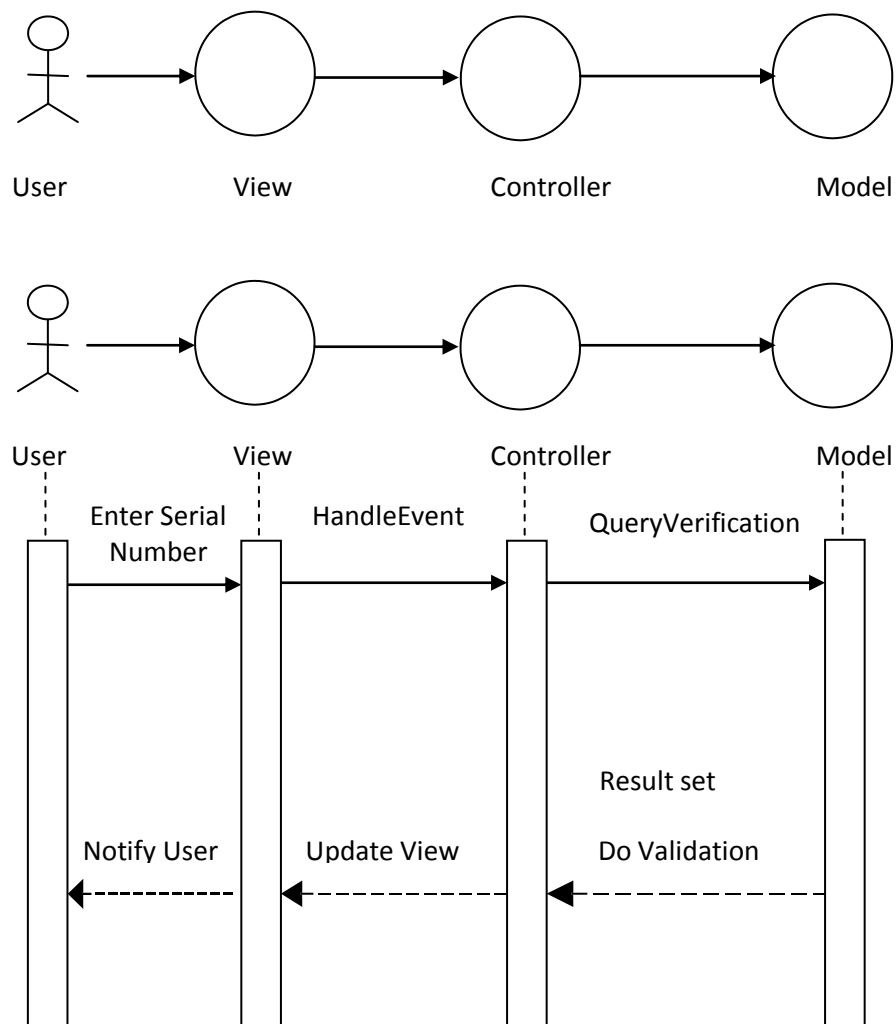 User View Controller Model
User View Controller Model
Enter Serial
Number
HandleEvent
QueryVerification
Result set
Notify User
Update View
Do Validation